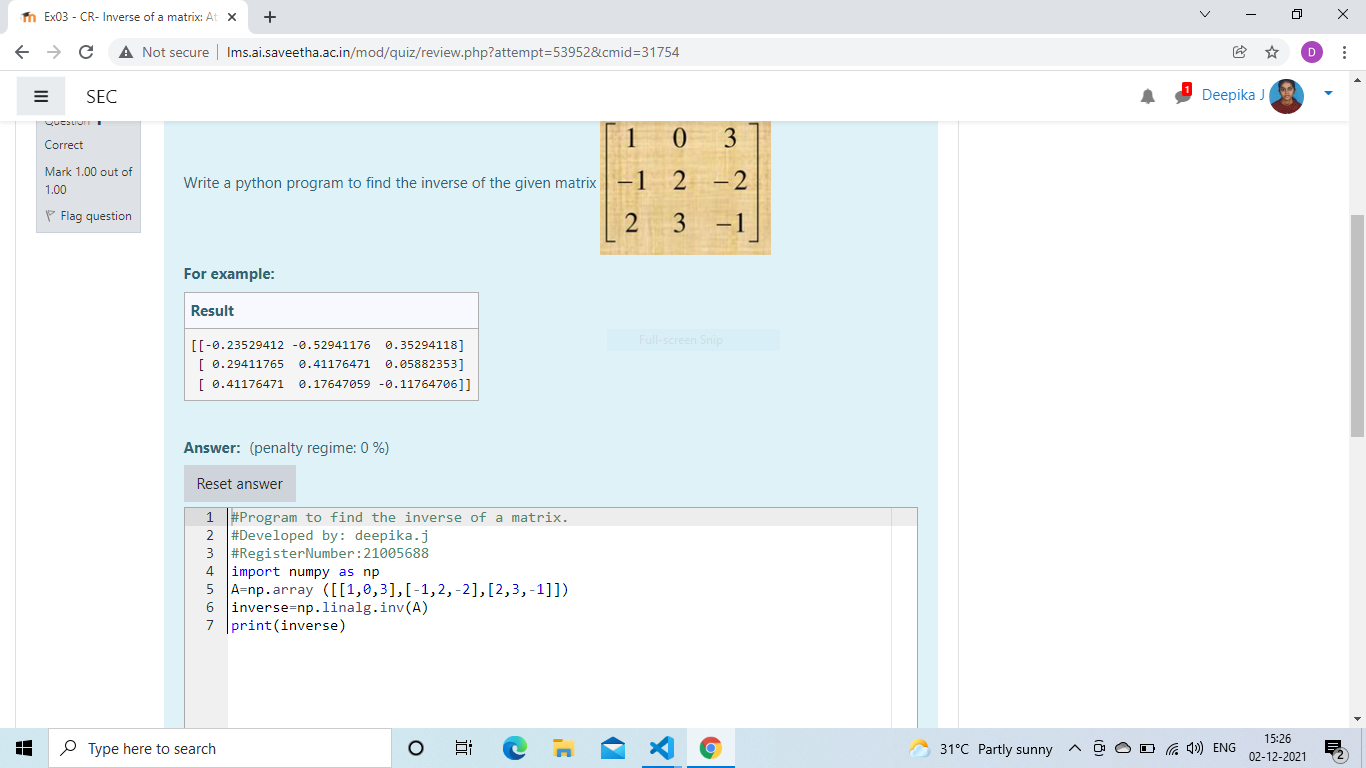 Ex03 - CR- Inverse of a matrix: At
Not secure lms.ai.saveetha.ac.in/mod/quiz/review.php?attempt=53952&cmid=31754
D
SEC
1
Deepika J
Question 1
Correct
Mark 1.00 out of
1.00
Flag question
Write a python program to find the inverse of the given matrix
1 0 3
-1 2 -2
2 3 -1
For example:
Result
[[-0.23529412 -0.52941176 0.35294118]
[ 0.29411765 0.41176471 0.05882353]
[ 0.41176471 0.17647059 -0.11764706]]
Full-screen Snip
Answer: (penalty regime: 0 %)
Reset answer
1 #Program to find the inverse of a matrix.
2 #Developed by: deepika.j
3 #RegisterNumber:21005688
4 import numpy as np
5 A=np.array ([[1,0,3],[-1,2,-2],[2,3,-1]])
6 inverse=np.linalg.inv(A)
7 print(inverse)
Type here to search
31°C Partly sunny
ENG
15:26
02-12-2021
2